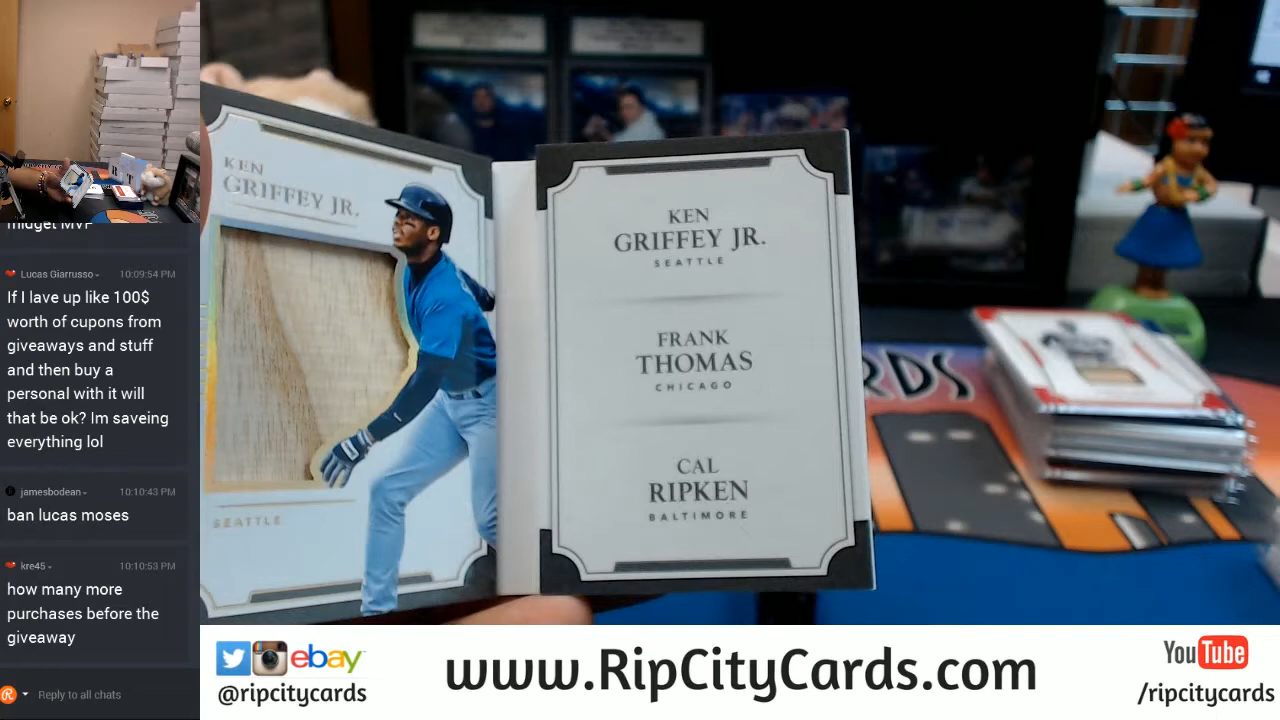 midget MVP
Lucas Giarrusso 10:09:54 PM
If I lave up like 100$
worth of cupons from
giveaways and stuff
and then buy a
personal with it will
that be ok? Im saveing
everything lol
jamesbodean 10:10:43 PM
ban lucas moses
kre45 10:10:53 PM
how many more
purchases before the
giveaway
Reply to all chats
KEN
GRIFFEY JR.
SEATTLE
KEN
GRIFFEY JR.
SEATTLE
FRANK
THOMAS
CHICAGO
CAL
RIPKEN
BALTIMORE
RDS
ebay
@ripcitycards
www.RipCityCards.com
YouTube
/ripcitycards